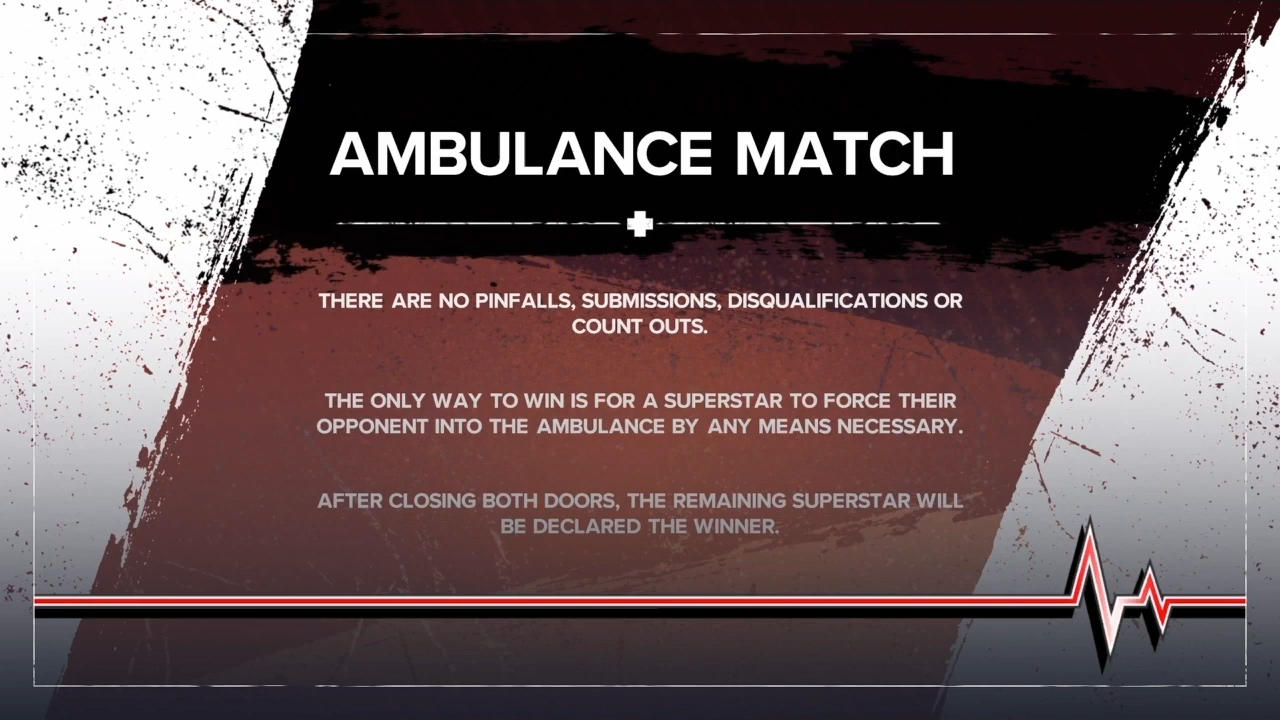 AMBULANCE MATCH
THERE ARE NO PINFALLS, SUBMISSIONS, DISQUALIFICATIONS OR
COUNT OUTS.
THE ONLY WAY TO WIN IS FOR A SUPERSTAR TO FORCE THEIR
OPPONENT INTO THE AMBULANCE BY ANY MEANS NECESSARY.
AFTER CLOSING BOTH DOORS, THE REMAINING SUPERSTAR WILL
BE DECLARED THE WINNER.